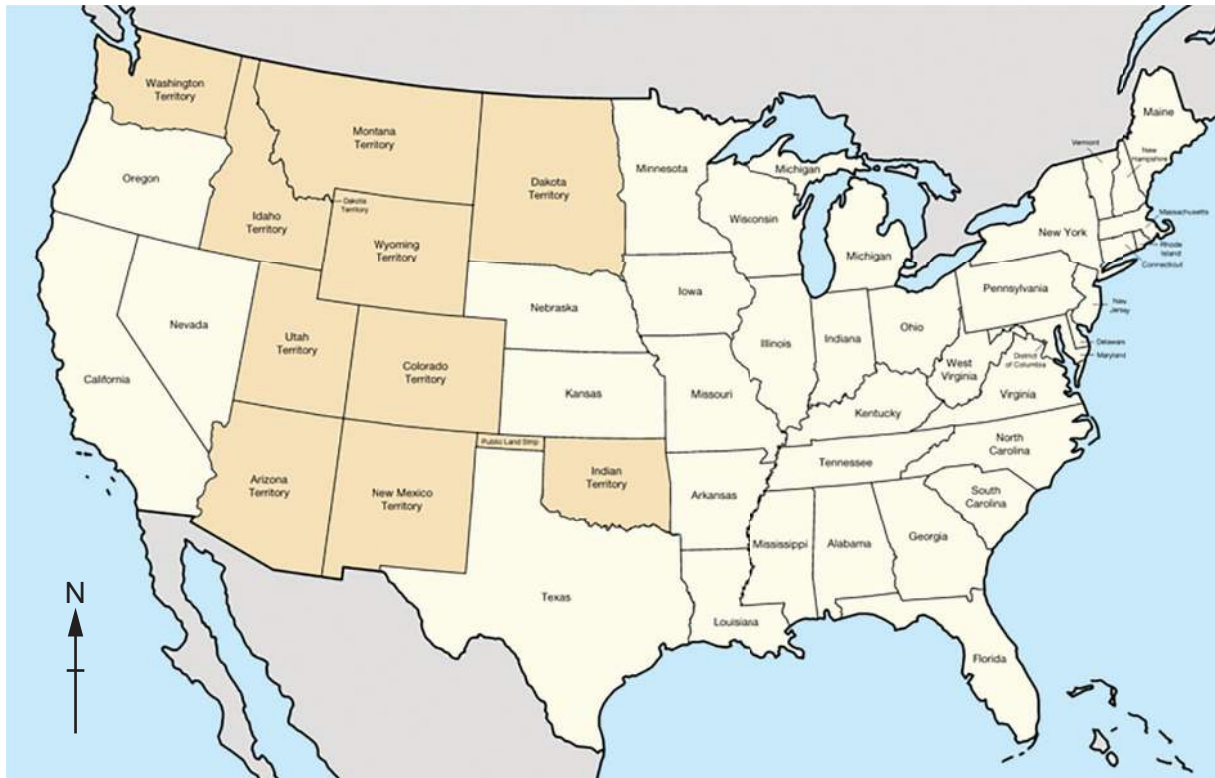 Washington
Territory
Montana
Territory
Dakota
Territory
Minnesota
Michigan
Vermont
New
Hampshire
Maine
Oregon
Idaho
Territory
Dakota
Territory
Wyoming
Territory
Wisconsin
Michigan
New York
Massachusetts
Rhode
Island
Connecticut
Nevada
California
Utah
Territory
Colorado
Territory
Nebraska
Iowa
Illinois
Indiana
Ohio
Pennsylvania
New
Jersey
Delaware
Maryland
District
of Columbia
West
Virginia
Virginia
Kansas
Missouri
Kentucky
Arizona
Territory
New Mexico
Territory
Public Land Strip
Indian
Territory
Arkansas
Tennessee
North
Carolina
South
Carolina
Mississippi
Alabama
Georgia
Texas
Louisiana
Florida
N